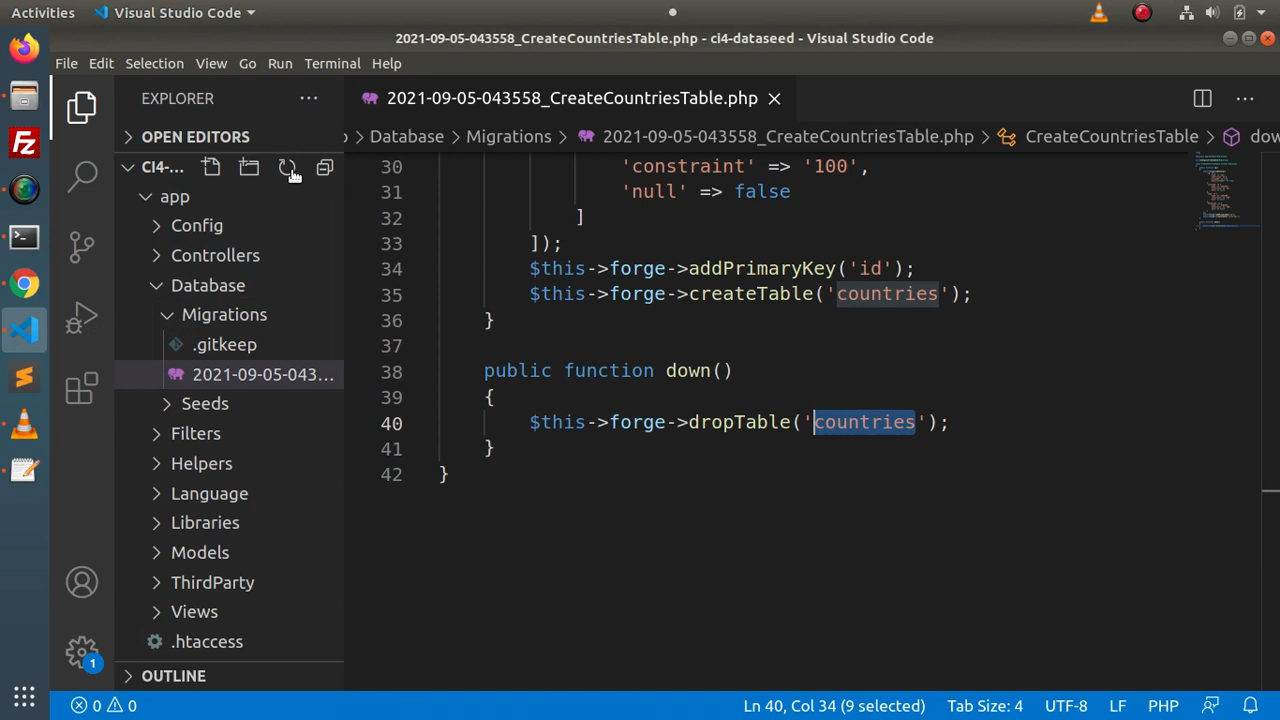 Activities Visual Studio Code
2021-09-05-043558_CreateCountriesTable.php - ci4-dataseed - Visual Studio Code
File Edit Selection View Go Run Terminal Help
EXPLORER
2021-09-05-043558_CreateCountriesTable.php
OPEN EDITORS
Database > Migrations > 2021-09-05-043558_CreateCountriesTable.php > CreateCountriesTable > dow
CI4-...
app
Config
Controllers
Database
Migrations
.gitkeep
2021-09-05-043...
Seeds
Filters
Helpers
Language
Libraries
Models
ThirdParty
Views
.htaccess
OUTLINE
30 'constraint' => '100',
31 'null' => false
32 ]
33 ]);
34 $this->forge->addPrimaryKey('id');
35 $this->forge->createTable('countries');
36 }
37
38 public function down()
39 {
40 $this->forge->dropTable('countries');
41 }
42 }
1
0 0 Ln 40, Col 34 (9 selected) Tab Size: 4 UTF-8 LF PHP